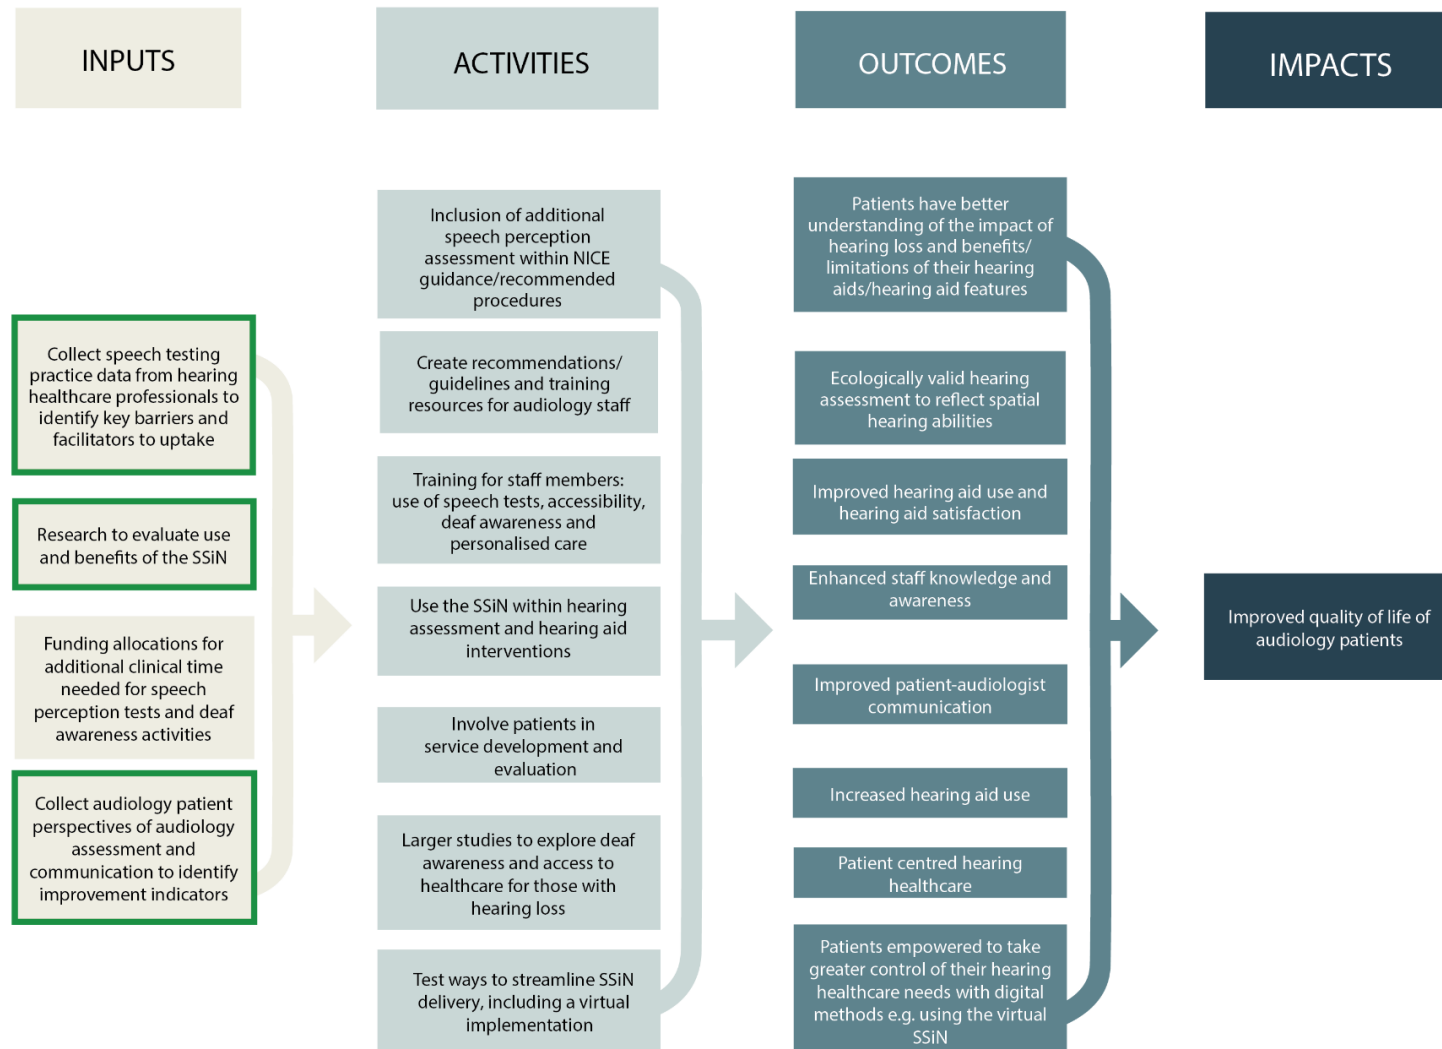 INPUTS
ACTIVITIES
OUTCOMES
IMPACTS
Collect speech testing
practice data from hearing
healthcare professionals to
identify key barriers and
facilitators to uptake
Research to evaluate use
and benefits of the SSiN
Funding allocations for
additional clinical time
needed for speech
perception tests and deaf
awareness activities
Collect audiology patient
perspectives of audiology
assessment and
communication to identify
improvement indicators
Inclusion of additional
speech perception
assessment within NICE
guidance/recommended
procedures
Create recommendations/
guidelines and training
resources for audiology staff
Training for staff members:
use of speech tests, accessibility,
deaf awareness and
personalised care
Use the SSiN within hearing
assessment and hearing aid
interventions
Involve patients in
service development and
evaluation
Larger studies to explore deaf
awareness and access to
healthcare for those with
hearing loss
Test ways to streamline SSiN
delivery, including a virtual
implementation
Patients have better
understanding of the impact of
hearing loss and benefits/
limitations of their hearing
aids/hearing aid features
Ecologically valid hearing
assessment to reflect spatial
hearing abilities
Improved hearing aid use and
hearing aid satisfaction
Enhanced staff knowledge and
awareness
Improved patient-audiologist
communication
Increased hearing aid use
Patient centred hearing
healthcare
Patients empowered to take
greater control of their hearing
healthcare needs with digital
methods e.g. using the virtual
SSiN
Improved quality of life of
audiology patients